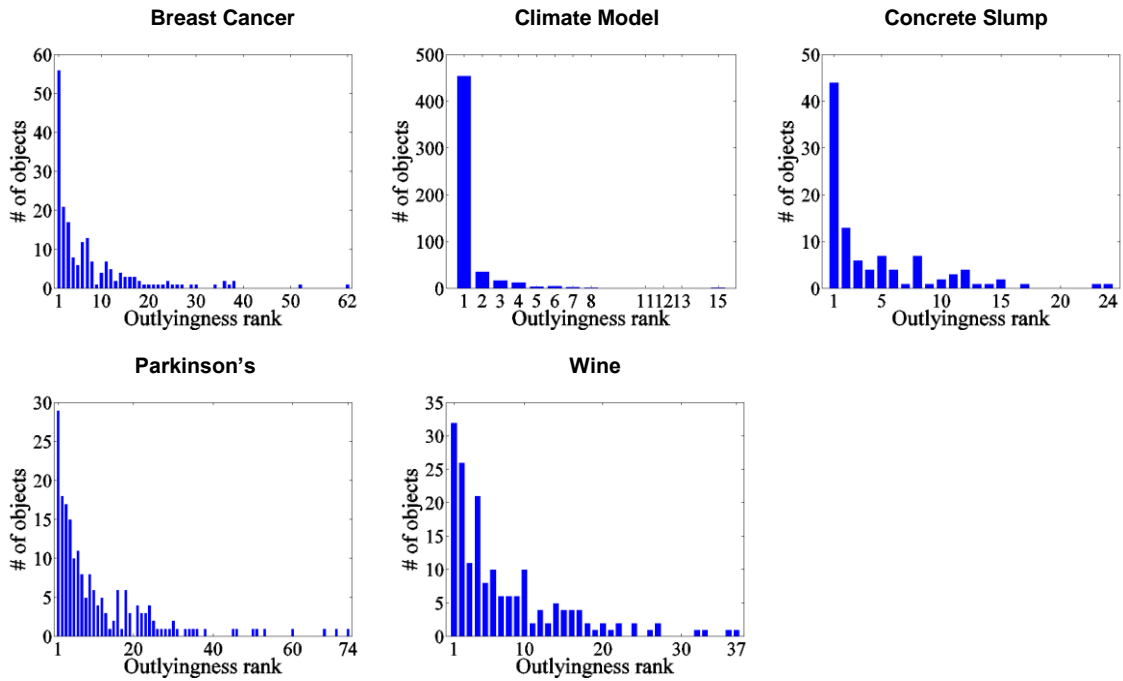 Breast Cancer
60
50
40
30
20
10
0
# of objects
1 10 20 30 40 50 62
Outlyingness rank
Climate Model
500
400
300
200
100
0
# of objects
1 2 3 4 5 6 7 8 11 12 13 15
Outlyingness rank
Concrete Slump
50
40
30
20
10
0
# of objects
1 5 10 15 20 24
Outlyingness rank
Parkinson’s
30
25
20
15
10
5
0
# of objects
1 20 40 60 74
Outlyingness rank
Wine
35
30
25
20
15
10
5
0
# of objects
1 10 20 30 37
Outlyingness rank